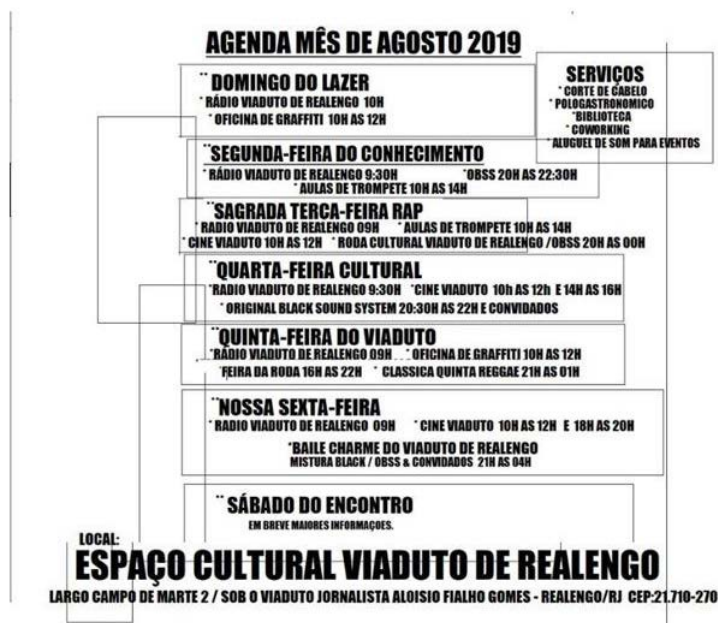 AGENDA MÊS DE AGOSTO 2019
¨ DOMINGO DO LAZER
* RÁDIO VIADUTO DE REALENGO 10H
* OFICINA DE GRAFFITI 10H AS 12H
SERVIÇOS
* CORTE DE CABELO
* POLOGASTRONOMICO
*BIBLIOTECA
* COWORKING
* ALUGUEL DE SOM PARA EVENTOS
¨SEGUNDA-FEIRA DO CONHECIMENTO
* RÁDIO VIADUTO DE REALENGO 9:30H *OBSS 20H AS 22:30H
* AULAS DE TROMPETE 10H AS 14H
¨SAGRADA TERCA-FEIRA RAP
* RADIO VIADUTO DE REALENGO 09H * AULAS DE TROMPETE 10H AS 14H
* CINE VIADUTO 10H AS 12H * RODA CULTURAL VIADUTO DE REALENGO /OBSS 20H AS 00H
¨QUARTA-FEIRA CULTURAL
*RADIO VIADUTO DE REALENGO 9:30H *CINE VIADUTO 10h AS 12h E 14H AS 16H
* ORIGINAL BLACK SOUND SYSTEM 20:30H AS 22H E CONVIDADOS
¨QUINTA-FEIRA DO VIADUTO
*RÁDIO VIADUTO DE REALENGO 09H * OFICINA DE GRAFFITI 10H AS 12H
*FEIRA DA RODA 16H AS 22H * CLASSICA QUINTA REGGAE 21H AS 01H
¨NOSSA SEXTA-FEIRA
* RADIO VIADUTO DE REALENGO 09H * CINE VIADUTO 10H AS 12H E 18H AS 20H
*BAILE CHARME DO VIADUTO DE REALENGO
MISTURA BLACK / OBSS & CONVIDADOS 21H AS 04H
¨ SÁBADO DO ENCONTRO
EM BREVE MAIORES INFORMAÇOES.
LOCAL:
ESPAÇO CULTURAL VIADUTO DE REALENGO
LARGO CAMPO DE MARTE 2 / SOB O VIADUTO JORNALISTA ALOISIO FIALHO GOMES - REALENGO/RJ CEP:21.710-270